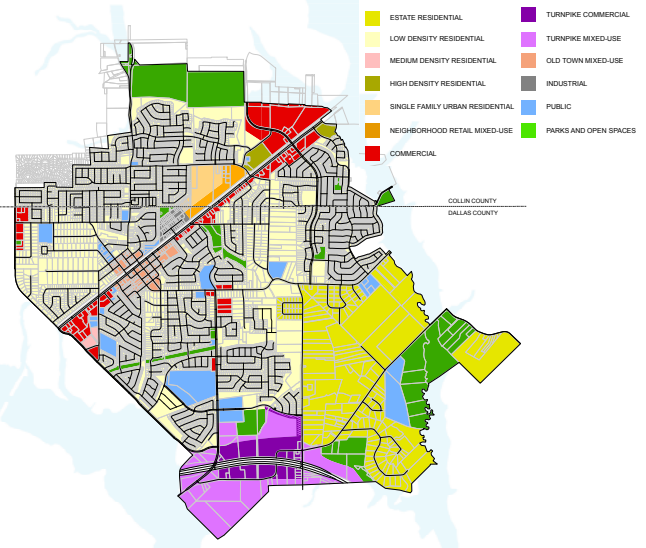 ESTATE RESIDENTIAL
LOW DENSITY RESIDENTIAL
MEDIUM DENSITY RESIDENTIAL
HIGH DENSITY RESIDENTIAL
SINGLE FAMILY URBAN RESIDENTIAL
NEIGHBORHOOD RETAIL MIXED-USE
COMMERCIAL
TURNPIKE COMMERCIAL
TURNPIKE MIXED-USE
OLD TOWN MIXED-USE
INDUSTRIAL
PUBLIC
PARKS AND OPEN SPACES
COLLIN COUNTY
DALLAS COUNTY